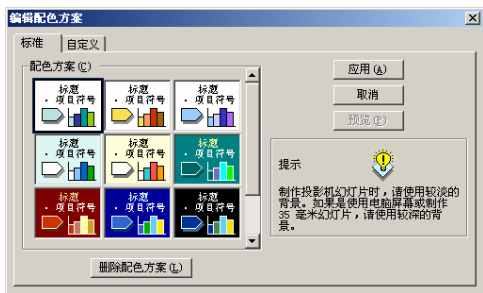 编辑配色方案
标准
自定义
配色方案(C)
标题
· 项目符号
标题
· 项目符号
标题
· 项目符号
标题
· 项目符号
标题
· 项目符号
标题
· 项目符号
标题
· 项目符号
标题
· 项目符号
标题
· 项目符号
删除配色方案(L)
应用(A)
取消
预览(P)
提示
制作投影机幻灯片时，请使用较淡的
背景。如果是使用电脑屏幕或制作
35 毫米幻灯片，请使用较深的背
景。